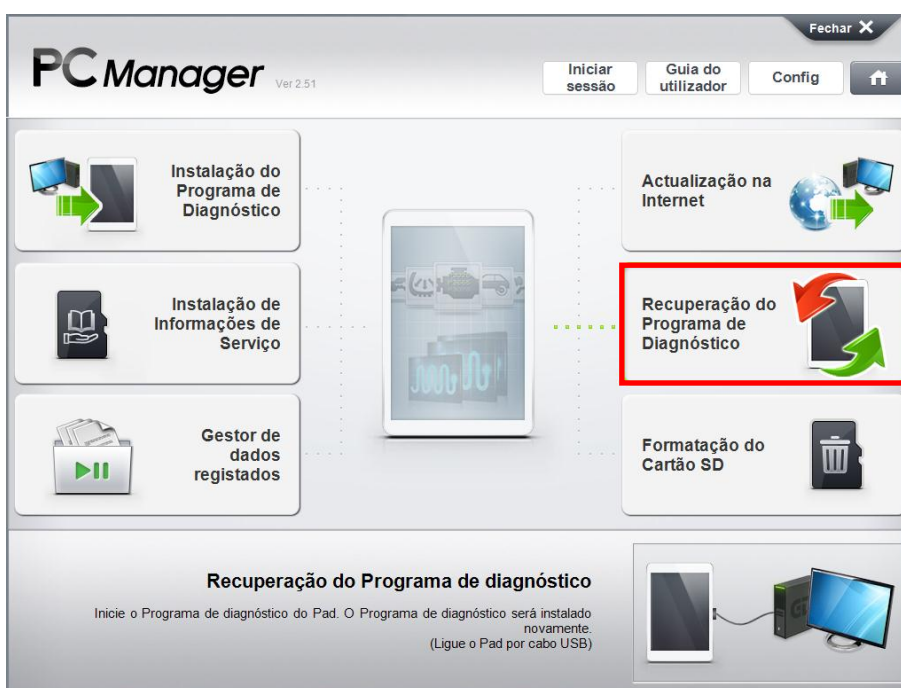 Fechar X
PC Manager Ver 2.51
Iniciar
sessão
Guia do
utilizador
Config
Instalação do
Programa de
Diagnóstico
Actualização na
Internet
Instalação de
Informações de
Serviço
Recuperação do
Programa de
Diagnóstico
Gestor de
dados
registados
Formatação do
Cartão SD
Recuperação do Programa de diagnóstico
Inicie o Programa de diagnóstico do Pad. O Programa de diagnóstico será instalado
novamente.
(Ligue o Pad por cabo USB)